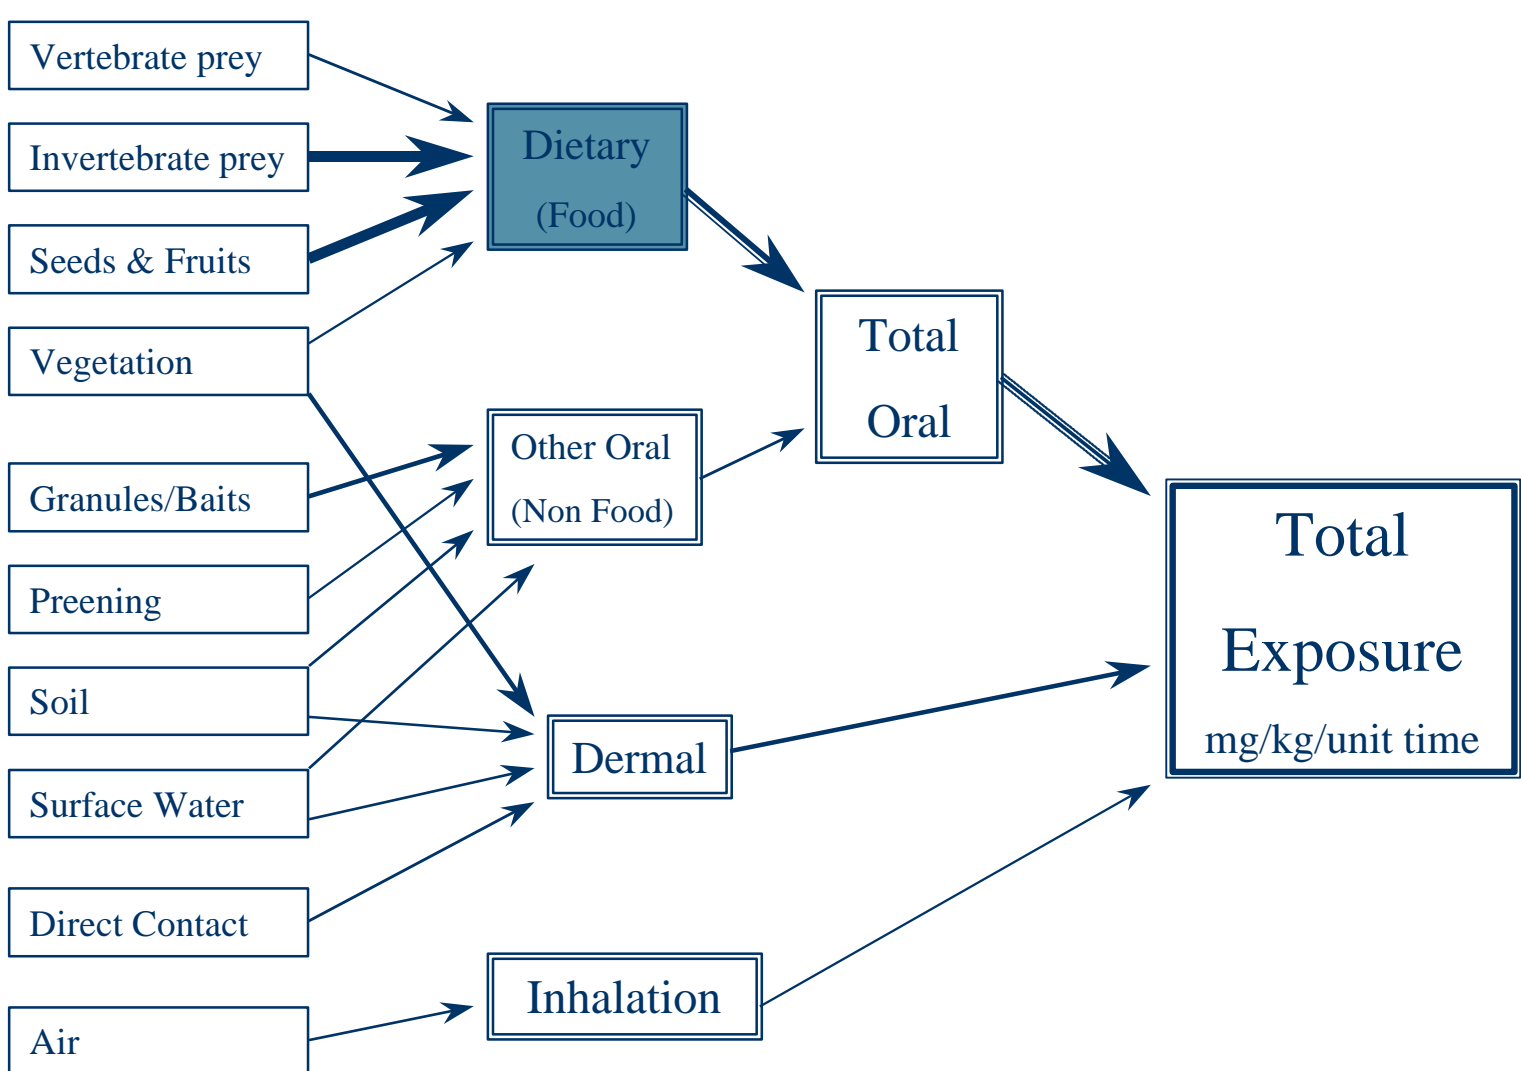 Vertebrate prey
Invertebrate prey
Seeds & Fruits
Vegetation
Granules/Baits
Preening
Soil
Surface Water
Direct Contact
Air
Dietary
(Food)
Other Oral
(Non Food)
Dermal
Inhalation
Total
Oral
Total
Exposure
mg/kg/unit time